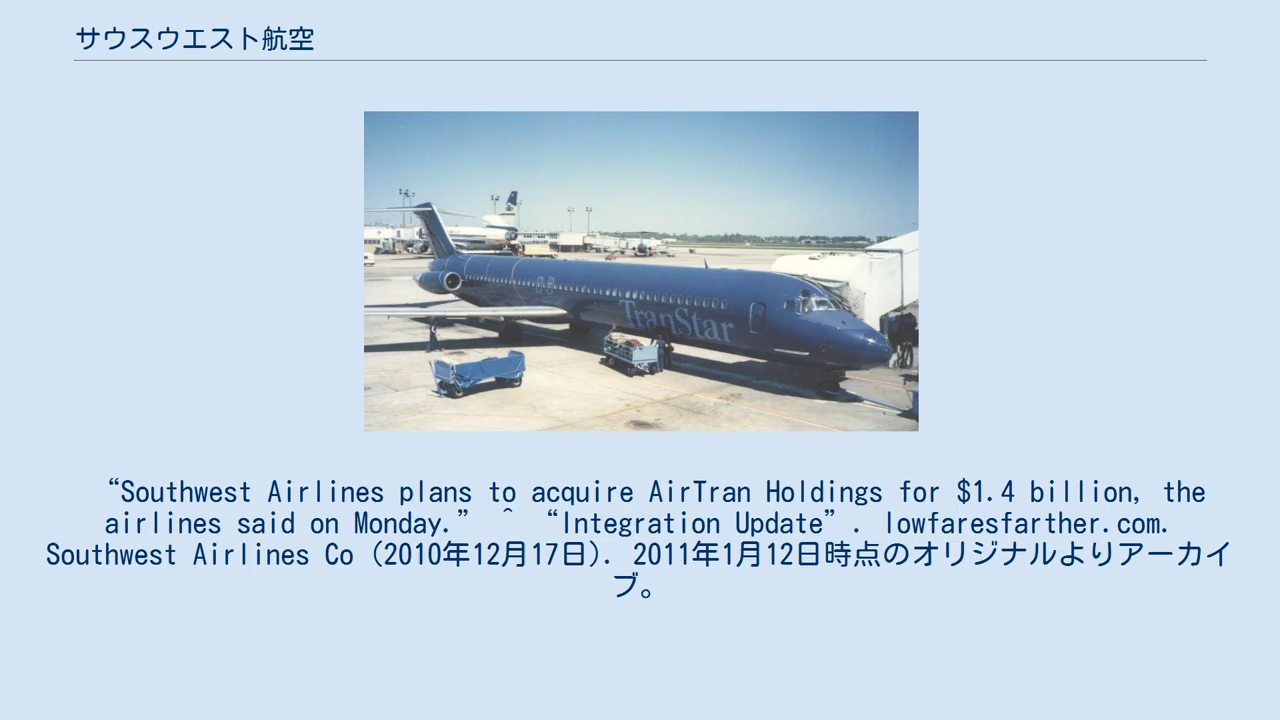 サウスウエスト航空
TranStar
“Southwest Airlines plans to acquire AirTran Holdings for $1.4 billion, the
airlines said on Monday.” ^ “Integration Update”. lowfaresfarther.com.
Southwest Airlines Co (2010年12月17日). 2011年1月12日時点のオリジナルよりアーカイ
ブ。